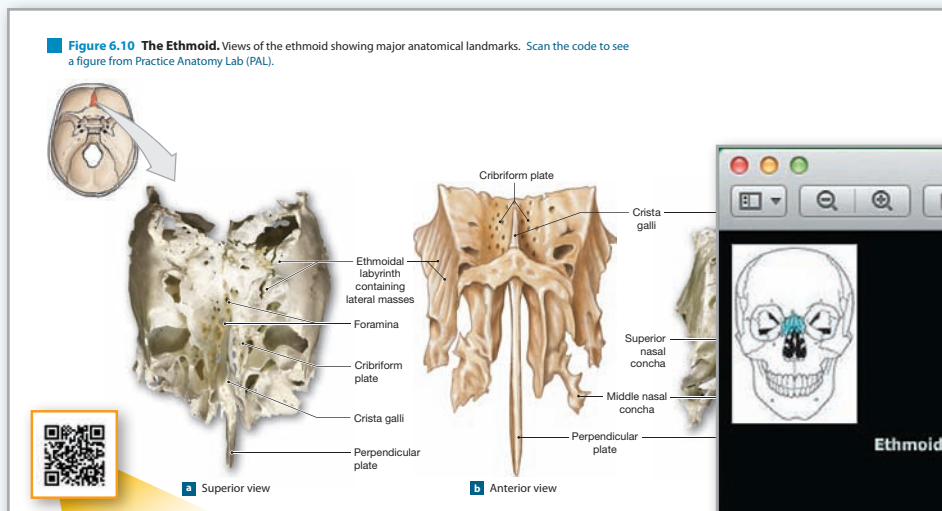 Figure 6.10 The Ethmoid. Views of the ethmoid showing major anatomical landmarks. Scan the code to see
a figure from Practice Anatomy Lab (PAL).
Cribriform plate
Crista
galli
Ethmoidal
labyrinth
containing
lateral masses
Foramina
Cribriform
plate
Crista galli
Perpendicular
plate
Superior
nasal
concha
Middle nasal
concha
Perpendicular
plate
a Superior view
b Anterior view
Ethmoid